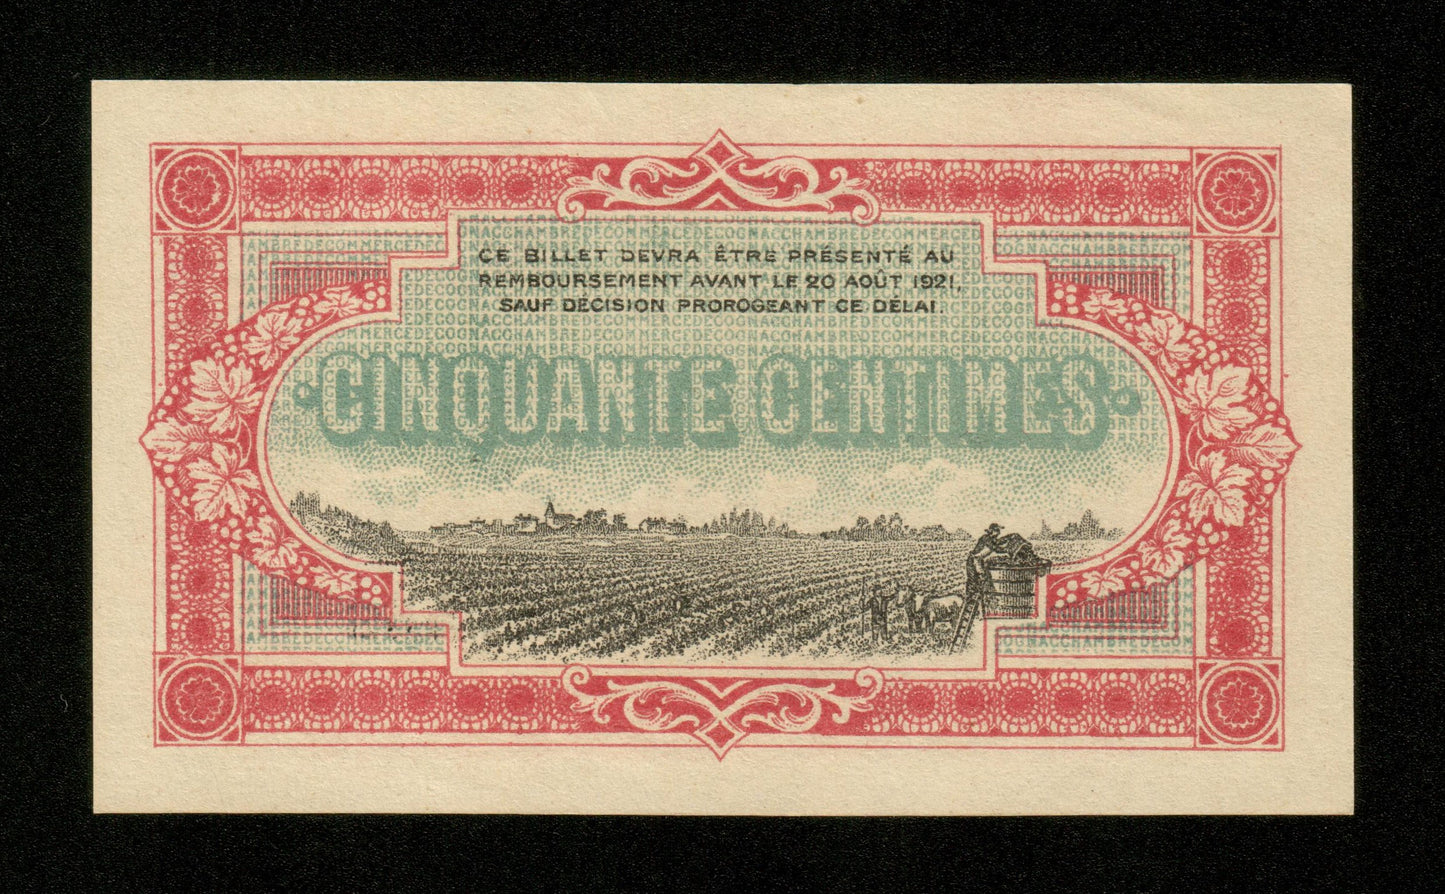 CE BILLET DEVRA ÊTRE PRÉSENTÉ AU
REMBOURSEMENT AVANT LE 20 AOÛT 1921,
SAUF DÉCISION PROROGEANT CE DÉLAI.
CINQUANTE CENTIMES